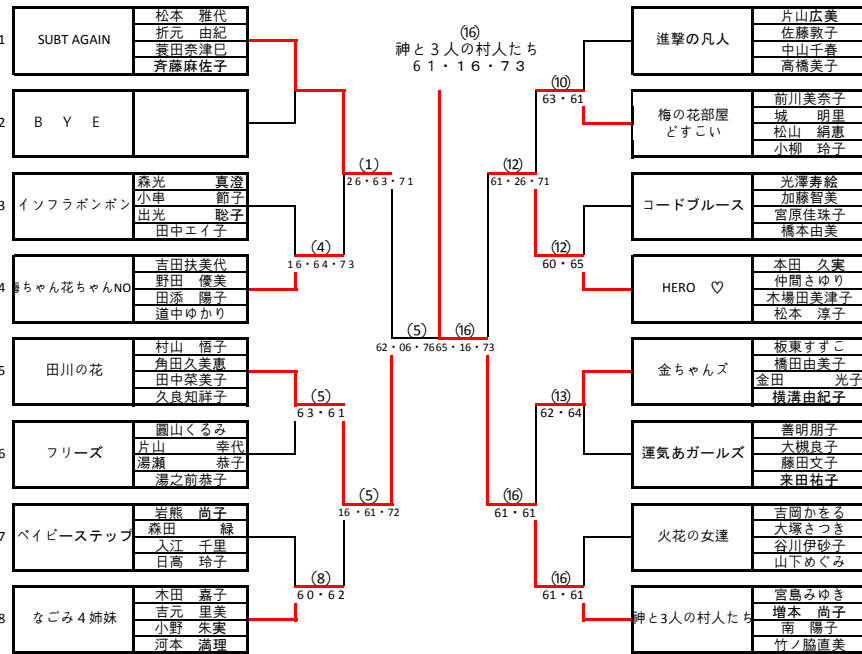 1
SUBT AGAIN
松本　雅代
折元　由紀
蓑田奈津巳
斉藤麻佐子
2
Ｂ　Ｙ　Ｅ
3
イソフラボンボン
森光　真澄
小串　節子
出光　聡子
田中エイ子
4
梅ちゃん花ちゃんNO
吉田扶美代
野田　優美
田添　陽子
道中ゆかり
5
田川の花
村山　悟子
角田久美恵
田中菜美子
久良知祥子
6
フリーズ
圓山くるみ
片山　幸代
湯瀬　恭子
湯之前恭子
7
ベイビーステップ
岩熊　尚子
森田　緑
入江　千里
日高　玲子
8
なごみ４姉妹
木田　嘉子
吉元　里美
小野　朱実
河本　満理
(1)
26・63・71
(4)
16・64・73
(5)
63・61
(5)
16・61・72
(8)
60・62
(16)
神と３人の村人たち
６１・１６・７３
(5)
62・06・76
(16)
65・16・73
(10)
63・61
(12)
61・26・71
(12)
60・65
(13)
62・64
(16)
61・61
(16)
61・61
進撃の凡人
片山広美
佐藤敦子
中山千春
高橋美子
梅の花部屋
どすこい
前川美奈子
城　明里
松山　絹恵
小柳　玲子
コードブルース
光澤寿絵
加藤智美
宮原佳珠子
橋本由美
HERO　♡
本田　久実
仲間さゆり
木場田美津子
松本　淳子
金ちゃんズ
板東すずこ
橋田由美子
金田　光子
横溝由紀子
運気あガールズ
善明朋子
大槻良子
藤田文子
来田祐子
火花の女達
吉岡かをる
大塚さつき
谷川伊砂子
山下めぐみ
神と3人の村人たち
宮島みゆき
増本　尚子
南　陽子
竹ノ脇直美